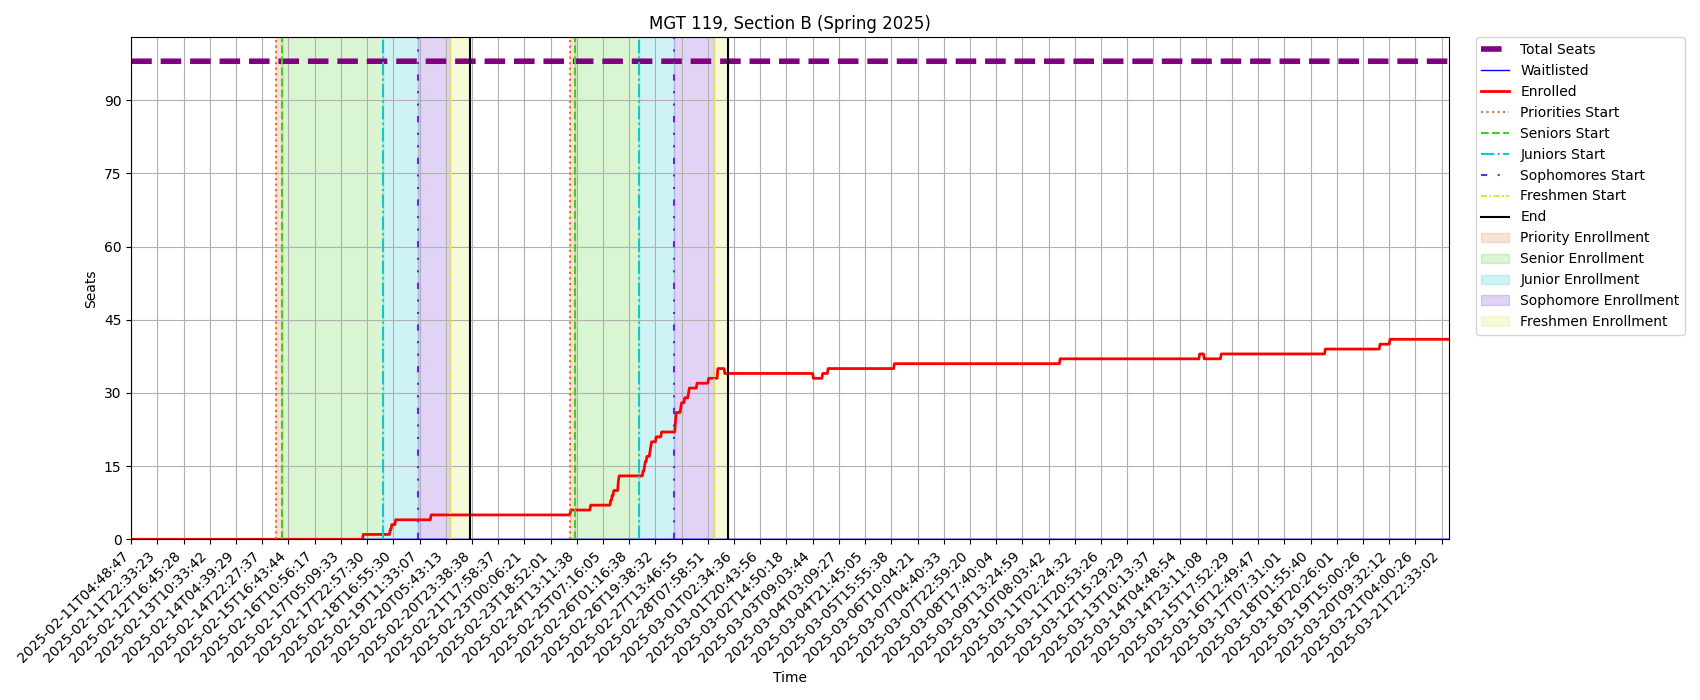 MGT 119, Section B (Spring 2025)
Total Seats
Waitlisted
Enrolled
Priorities Start
Seniors Start
Juniors Start
Sophomores Start
Freshmen Start
End
Priority Enrollment
Senior Enrollment
Junior Enrollment
Sophomore Enrollment
Freshmen Enrollment
Seats
90
75
60
45
30
15
0
2025-02-11T04:48:47
2025-02-11T22:33:23
2025-02-12T16:45:28
2025-02-13T10:33:42
2025-02-14T04:39:29
2025-02-14T22:27:37
2025-02-15T16:43:44
2025-02-16T10:56:17
2025-02-17T05:09:33
2025-02-17T22:57:30
2025-02-18T16:55:30
2025-02-19T11:33:07
2025-02-20T05:43:13
2025-02-20T23:38:38
2025-02-21T17:58:37
2025-02-23T00:06:21
2025-02-23T18:52:01
2025-02-24T13:11:38
2025-02-25T07:16:05
2025-02-26T01:16:38
2025-02-26T19:38:32
2025-02-27T13:46:55
2025-02-28T07:58:51
2025-03-01T02:34:36
2025-03-01T20:43:56
2025-03-02T14:50:18
2025-03-03T09:03:44
2025-03-04T03:09:27
2025-03-04T21:45:05
2025-03-05T15:55:38
2025-03-06T10:04:21
2025-03-07T04:40:33
2025-03-07T22:59:20
2025-03-08T17:40:04
2025-03-09T13:24:59
2025-03-10T08:03:42
2025-03-11T02:24:32
2025-03-11T20:53:26
2025-03-12T15:29:29
2025-03-13T10:13:37
2025-03-14T04:48:54
2025-03-14T23:11:08
2025-03-15T17:52:29
2025-03-16T12:49:47
2025-03-17T07:31:01
2025-03-18T01:55:40
2025-03-18T20:26:01
2025-03-19T15:00:26
2025-03-20T09:32:12
2025-03-21T04:00:26
2025-03-21T22:33:02
Time